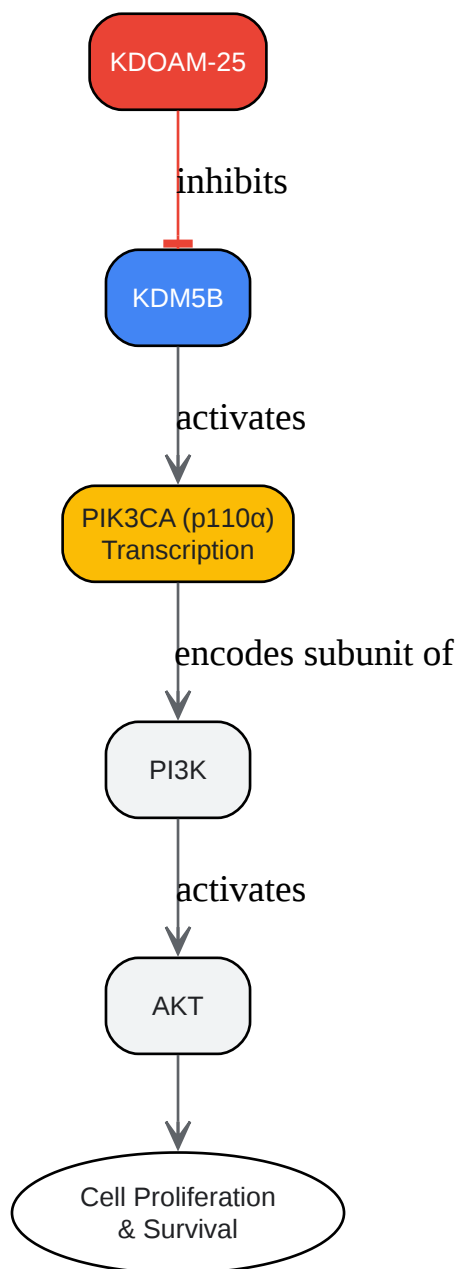 KDOAM-25
inhibits
KDM5B
activates
PIK3CA (p110α)
Transcription
encodes subunit of
PI3K
activates
AKT
Cell Proliferation
& Survival